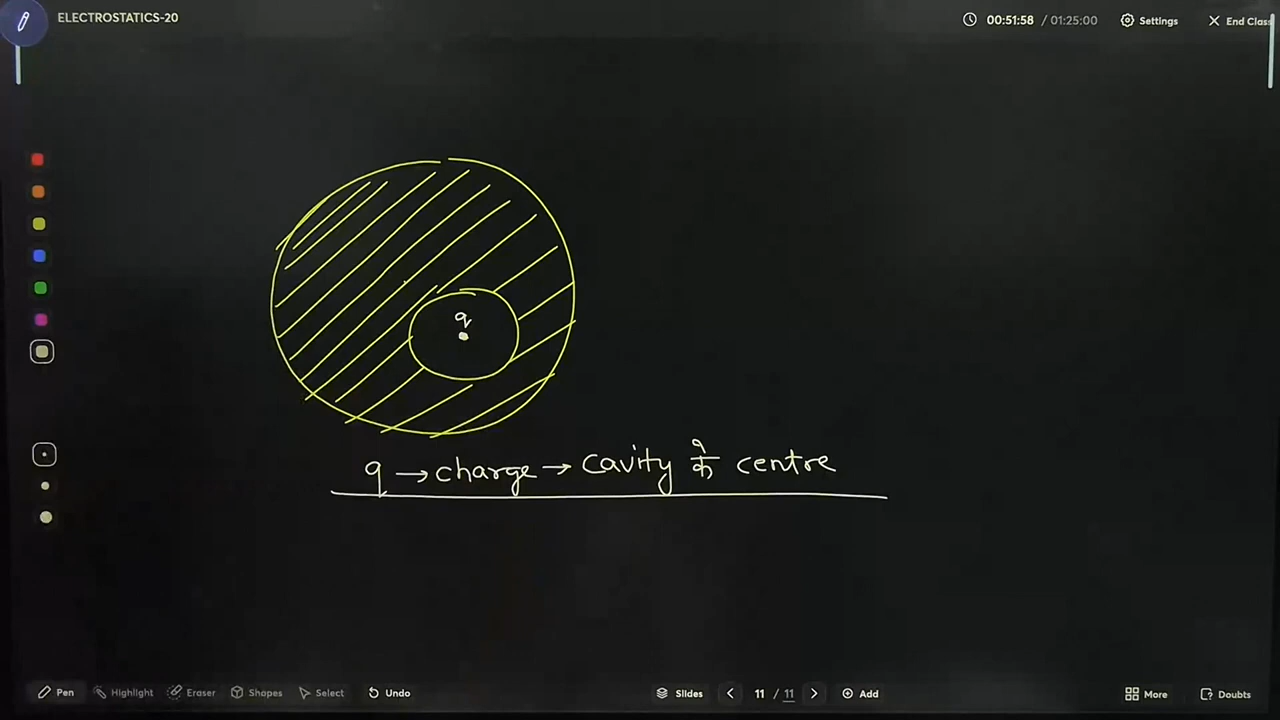 ELECTROSTATICS-20
00:51:58 / 01:25:00
Settings
End Class
q
q → charge → cavity के centre
Pen
Highlight
Eraser
Shapes
Select
Undo
Slides
11 / 11
Add
More
Doubts